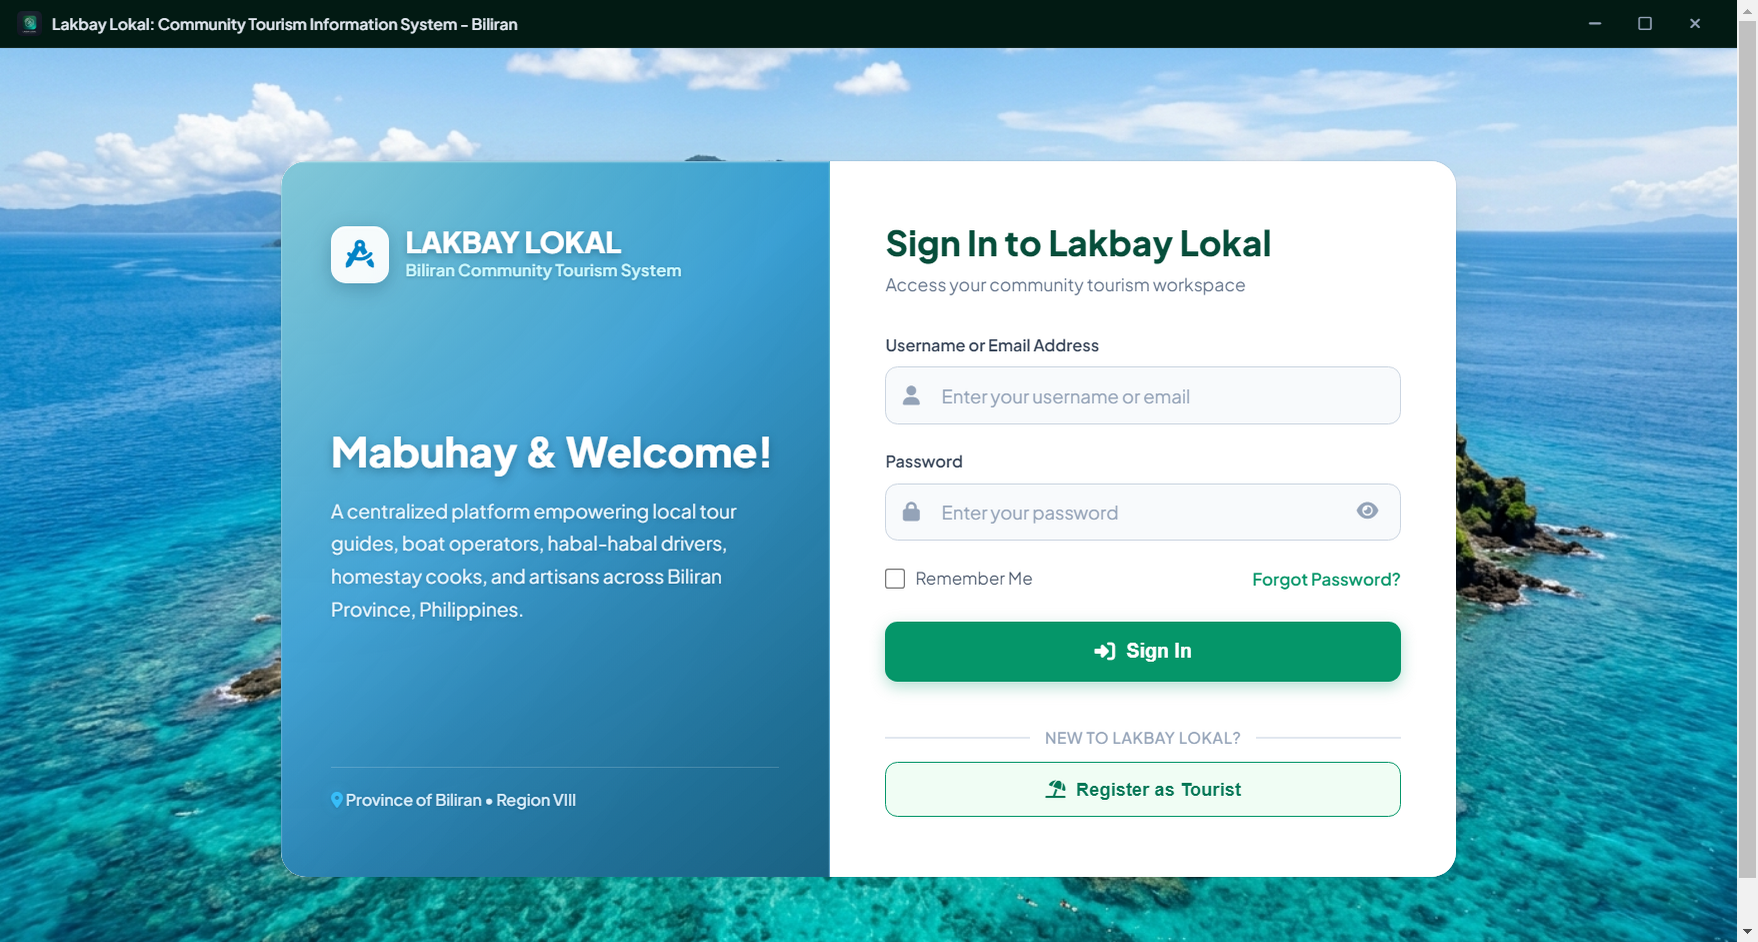 Lakbay Lokal: Community Tourism Information System - Biliran
LAKBAY LOKAL
Biliran Community Tourism System
Mabuhay & Welcome!
A centralized platform empowering local tour
guides, boat operators, habal-habal drivers,
homestay cooks, and artisans across Biliran
Province, Philippines.
Province of Biliran • Region VIII
Sign In to Lakbay Lokal
Access your community tourism workspace
Username or Email Address
Enter your username or email
Password
Enter your password
Remember Me
Forgot Password?
Sign In
NEW TO LAKBAY LOKAL?
Register as Tourist